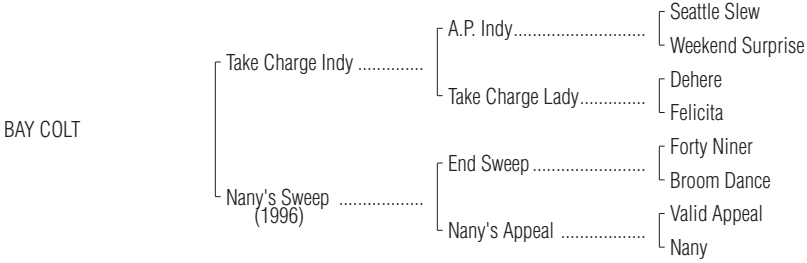 Seattle Slew
A.P. Indy............................
Weekend Surprise
Take Charge Indy ..............
Dehere
Take Charge Lady..............
Felicita
BAY COLT
Forty Niner
End Sweep ........................
Broom Dance
Nany's Sweep ..................
(1996)
Valid Appeal
Nany's Appeal ..................
Nany